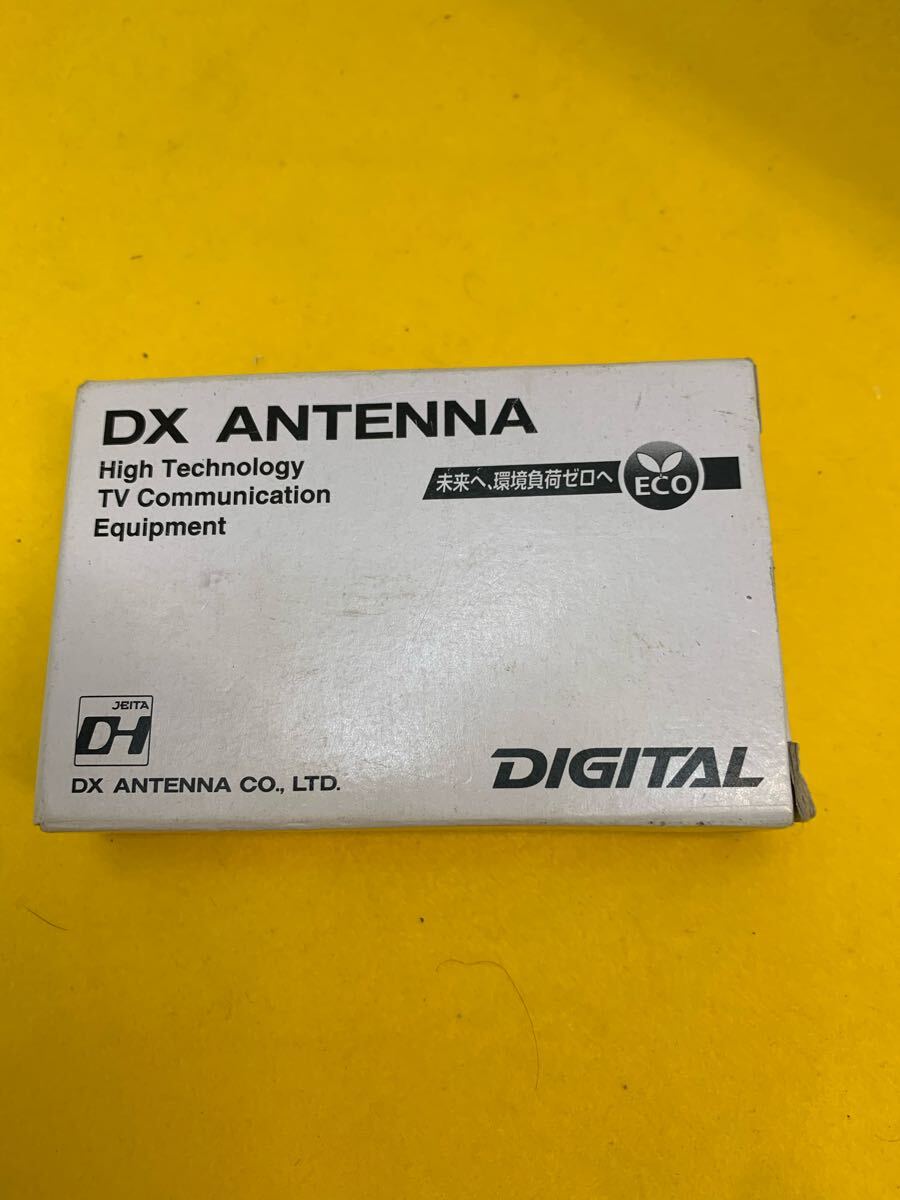 DX ANTENNA
High Technology
TV Communication
Equipment
未来へ、環境負荷ゼロへ
ECO
JEITA
DH
DX ANTENNA CO., LTD.
DIGITAL